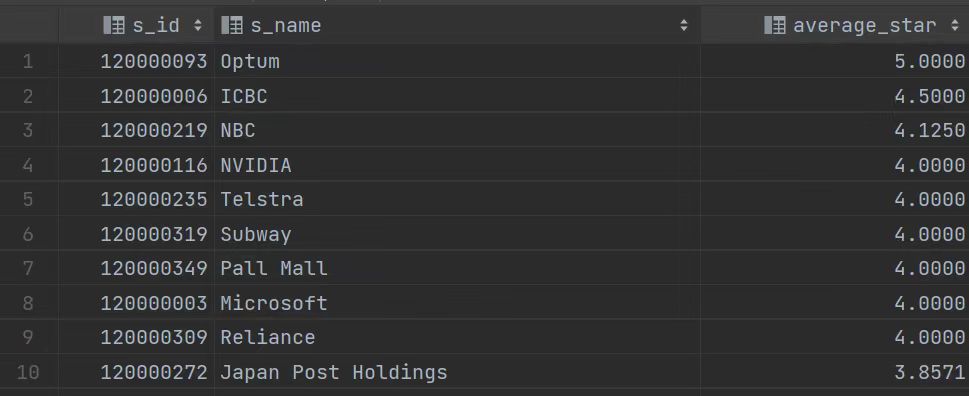 s_id s_name average_star
1 120000093 Optum 5.0000
2 120000006 ICBC 4.5000
3 120000219 NBC 4.1250
4 120000116 NVIDIA 4.0000
5 120000235 Telstra 4.0000
6 120000319 Subway 4.0000
7 120000349 Pall Mall 4.0000
8 120000003 Microsoft 4.0000
9 120000309 Reliance 4.0000
10 120000272 Japan Post Holdings 3.8571